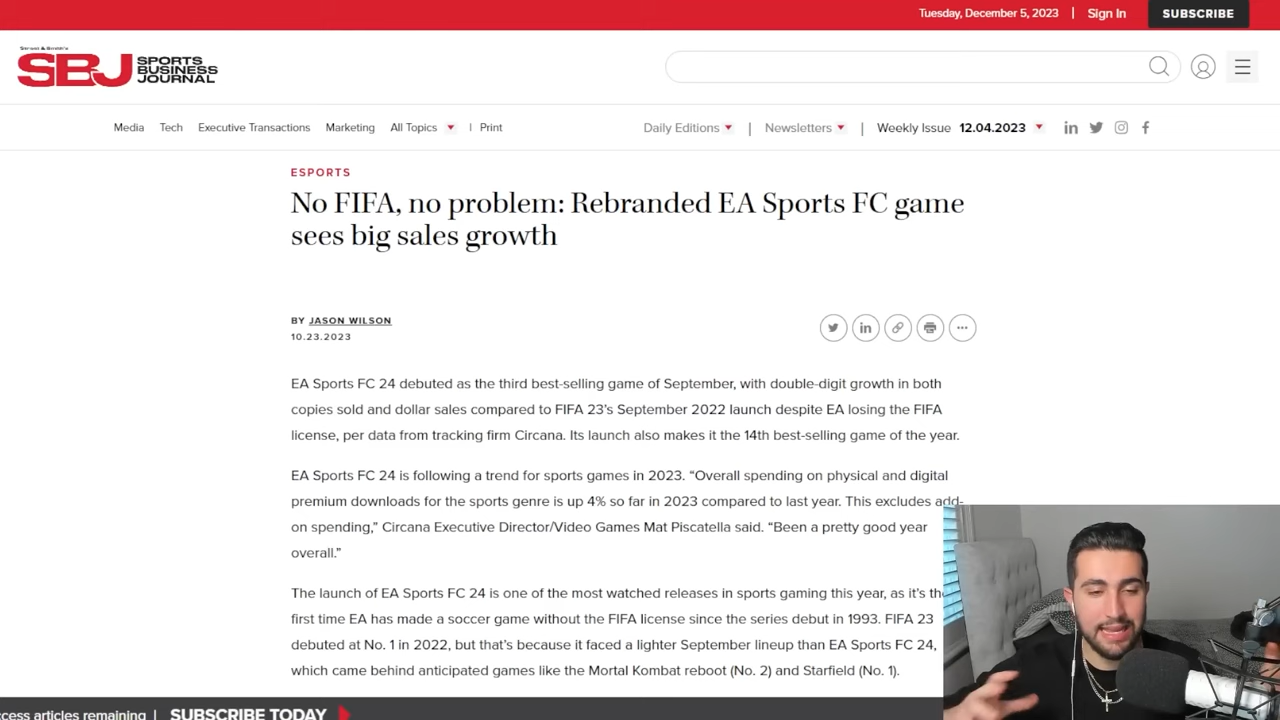 Tuesday, December 5, 2023 | Sign In SUBSCRIBE
Street & Smith's
SBJ SPORTS
BUSINESS
JOURNAL
Media Tech Executive Transactions Marketing All Topics | Print Daily Editions | Newsletters | Weekly Issue 12.04.2023
ESPORTS
No FIFA, no problem: Rebranded EA Sports FC game
sees big sales growth
BY JASON WILSON
10.23.2023
EA Sports FC 24 debuted as the third best-selling game of September, with double-digit growth in both
copies sold and dollar sales compared to FIFA 23’s September 2022 launch despite EA losing the FIFA
license, per data from tracking firm Circana. Its launch also makes it the 14th best-selling game of the year.
EA Sports FC 24 is following a trend for sports games in 2023. “Overall spending on physical and digital
premium downloads for the sports genre is up 4% so far in 2023 compared to last year. This excludes add-
on spending,” Circana Executive Director/Video Games Mat Piscatella said. “Been a pretty good year
overall.”
The launch of EA Sports FC 24 is one of the most watched releases in sports gaming this year, as it’s the
first time EA has made a soccer game without the FIFA license since the series debut in 1993. FIFA 23
debuted at No. 1 in 2022, but that’s because it faced a lighter September lineup than EA Sports FC 24,
which came behind anticipated games like the Mortal Kombat reboot (No. 2) and Starfield (No. 1).
articles remaining | SUBSCRIBE TODAY